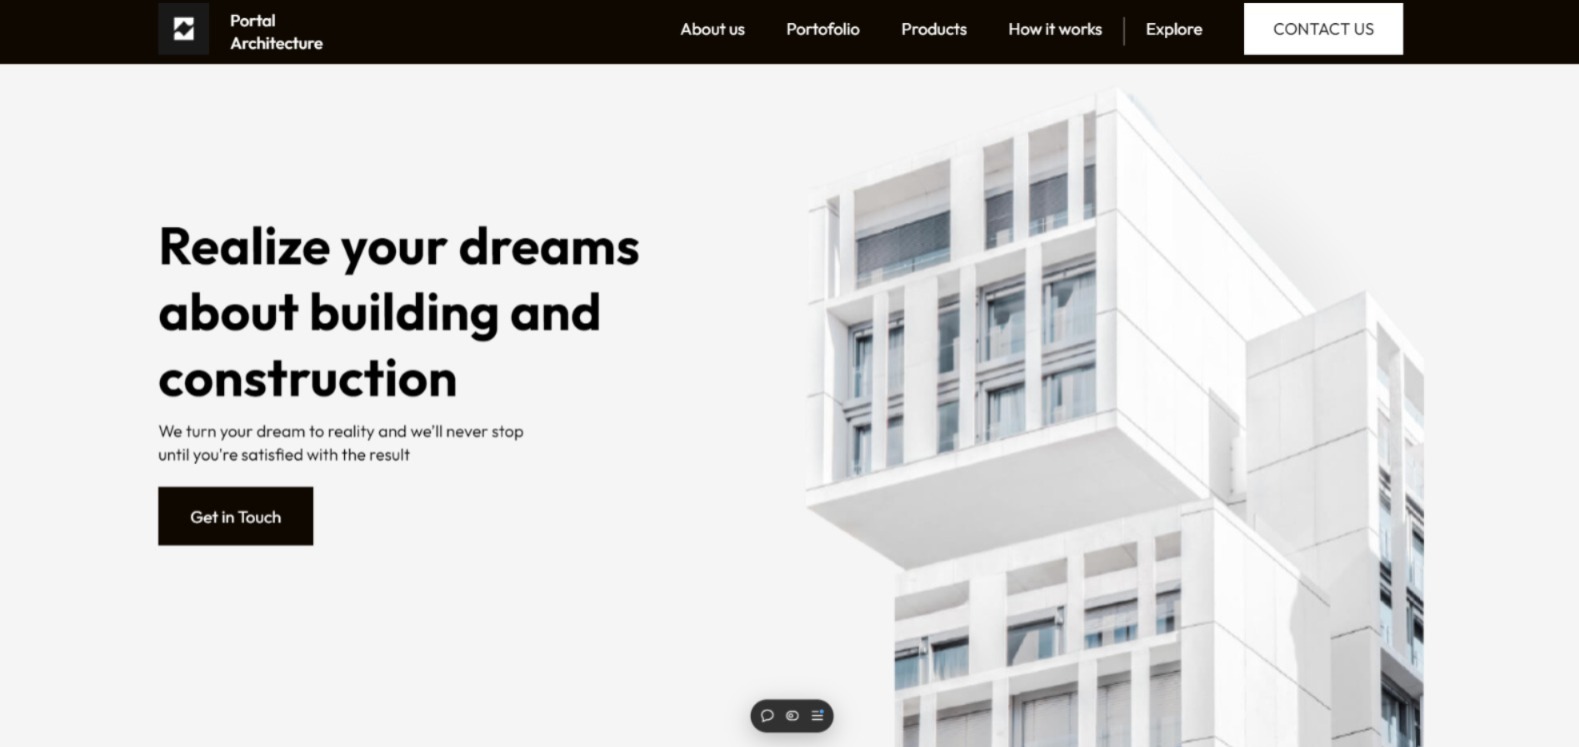 Portal
Architecture
About us
Portofolio
Products
How it works
Explore
CONTACT US
Realize your dreams
about building and
construction
We turn your dream to reality and we'll never stop
until you're satisfied with the result
Get in Touch